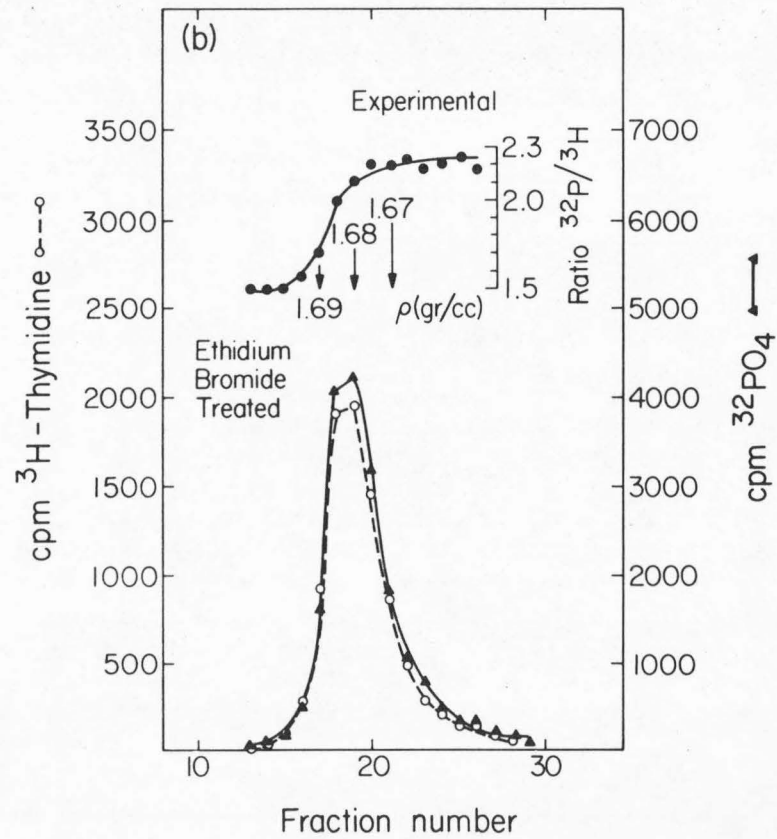 (b)
Experimental
3500
3000
2500
2000
1500
1000
500
cpm ³H-Thymidine
7000
6000
5000
4000
3000
2000
1000
cpm ³²PO₄
2.3
2.0
1.5
Ratio ³²P/³H
1.67
1.68
1.69
ρ(gr/cc)
Ethidium
Bromide
Treated
10
20
30
Fraction number